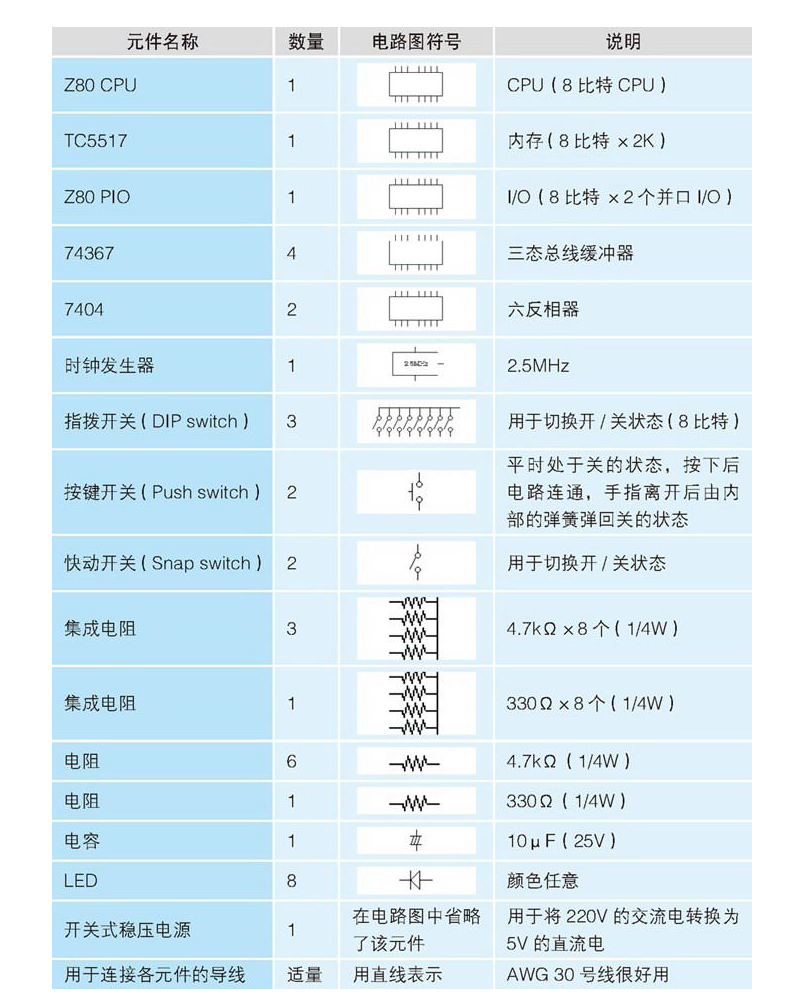 元件名称 数量 电路图符号 说明
Z80 CPU 1 CPU（8 比特 CPU）
TC5517 1 内存（8 比特 ×2K）
Z80 PIO 1 I/O（8 比特 ×2 个并口 I/O）
74367 4 三态总线缓冲器
7404 2 六反相器
时钟发生器 1 2.5MHz 2.5MHz
指拨开关（DIP switch） 3 用于切换开 / 关状态（8 比特）
按键开关（Push switch） 2 平时处于关的状态，按下后
电路连通，手指离开后由内
部的弹簧弹回关的状态
快动开关（Snap switch） 2 用于切换开 / 关状态
集成电阻 3 4.7kΩ ×8 个（1/4W）
集成电阻 1 330Ω ×8 个（1/4W）
电阻 6 4.7kΩ（1/4W）
电阻 1 330Ω（1/4W）
电容 1 10μF（25V）
LED 8 颜色任意
开关式稳压电源 1 在电路图中省略 用于将 220V 的交流电转换为
了该元件 5V 的直流电
用于连接各元件的导线 适量 用直线表示 AWG 30 号线很好用